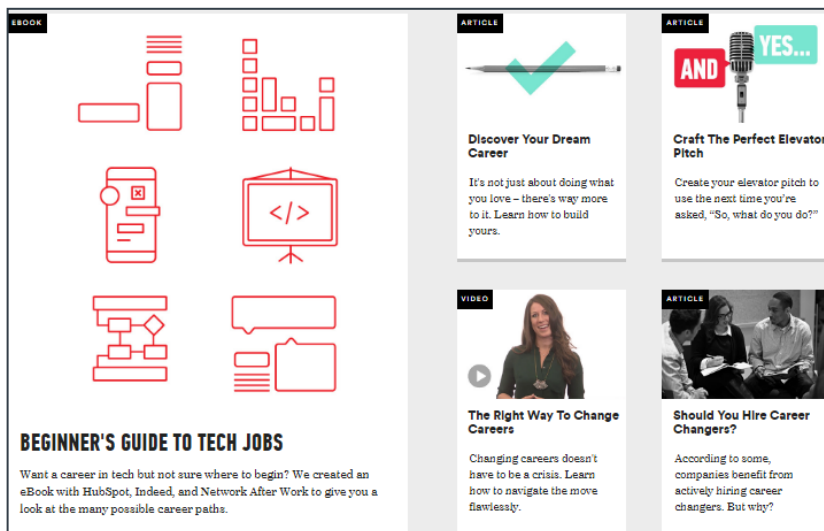 EBOOK
</>
BEGINNER'S GUIDE TO TECH JOBS
Want a career in tech but not sure where to begin? We created an
eBook with HubSpot, Indeed, and Network After Work to give you a
look at the many possible career paths.
ARTICLE
Discover Your Dream
Career
It's not just about doing what
you love – there's way more
to it. Learn how to build
yours.
ARTICLE
AND
YES...
Craft The Perfect Elevator
Pitch
Create your elevator pitch to
use the next time you're
asked, “So, what do you do?”
VIDEO
The Right Way To Change
Careers
Changing careers doesn't
have to be a crisis. Learn
how to navigate the move
flawlessly.
ARTICLE
Should You Hire Career
Changers?
According to some,
companies benefit from
actively hiring career
changers. But why?